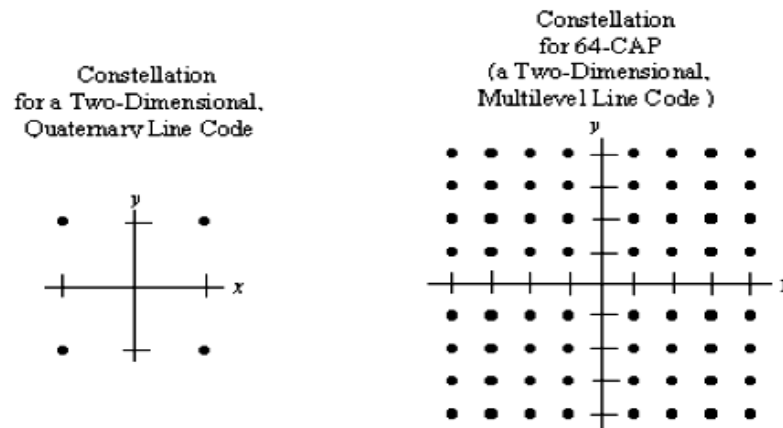 Constellation
for a Two-Dimensional,
Quaternary Line Code
y
x
Constellation
for 64-CAP
(a Two-Dimensional,
Multilevel Line Code )
y